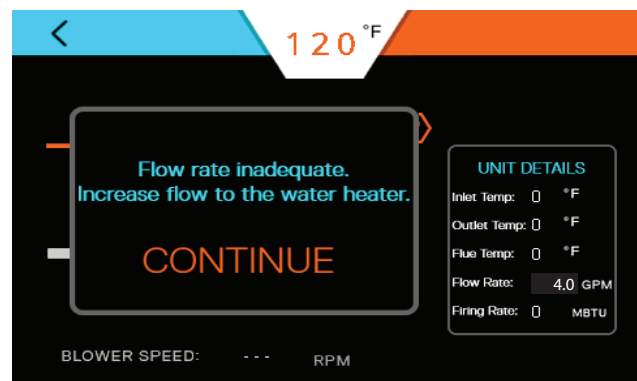 120 °F
Flow rate inadequate.
Increase flow to the water heater.
CONTINUE
UNIT DETAILS
Inlet Temp: 0 °F
Outlet Temp: 0 °F
Flue Temp: 0 °F
Flow Rate: 4.0 GPM
Firing Rate: 0 MBTU
BLOWER SPEED: --- RPM